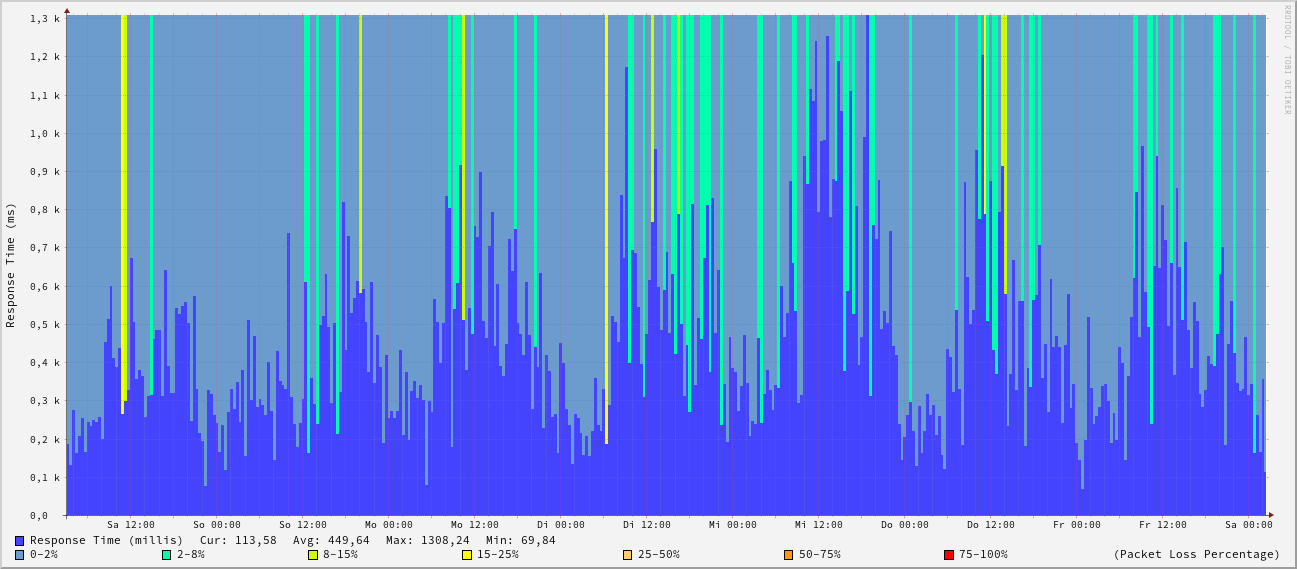 1,3 k
1,2 k
1,1 k
1,0 k
0,9 k
0,8 k
0,7 k
0,6 k
0,5 k
0,4 k
0,3 k
0,2 k
0,1 k
0,0
Response Time (ms)
RRDTOOL / TOBI OETIKER
Sa 12:00 So 00:00 So 12:00 Mo 00:00 Mo 12:00 Di 00:00 Di 12:00 Mi 00:00 Mi 12:00 Do 00:00 Do 12:00 Fr 00:00 Fr 12:00 Sa 00:00
Response Time (millis) Cur: 113,58 Avg: 449,64 Max: 1308,24 Min: 69,84
0-2% 2-8% 8-15% 15-25% 25-50% 50-75% 75-100% (Packet Loss Percentage)